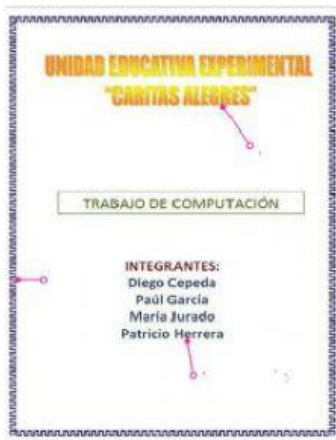 UNIDAD EDUCATIVA EXPERIMENTAL
"CARITAS ALEGRES"
TRABAJO DE COMPUTACIÓN
INTEGRANTES:
Diego Cepeda
Paúl García
María Jurado
Patricio Herrera